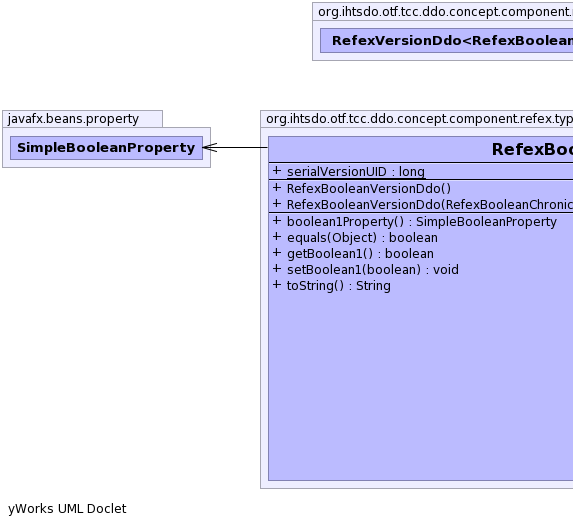 org.ihtsdo.otf.tcc.ddo.concept.component.
RefexVersionDdo<RefexBoolean
javafx.beans.property
SimpleBooleanProperty
org.ihtsdo.otf.tcc.ddo.concept.component.refex.typ
RefexBoo
+ serialVersionUID : long
+ RefexBooleanVersionDdo()
+ RefexBooleanVersionDdo(RefexBooleanChronic
+ boolean1Property() : SimpleBooleanProperty
+ equals(Object) : boolean
+ getBoolean1() : boolean
+ setBoolean1(boolean) : void
+ toString() : String
yWorks UML Doclet